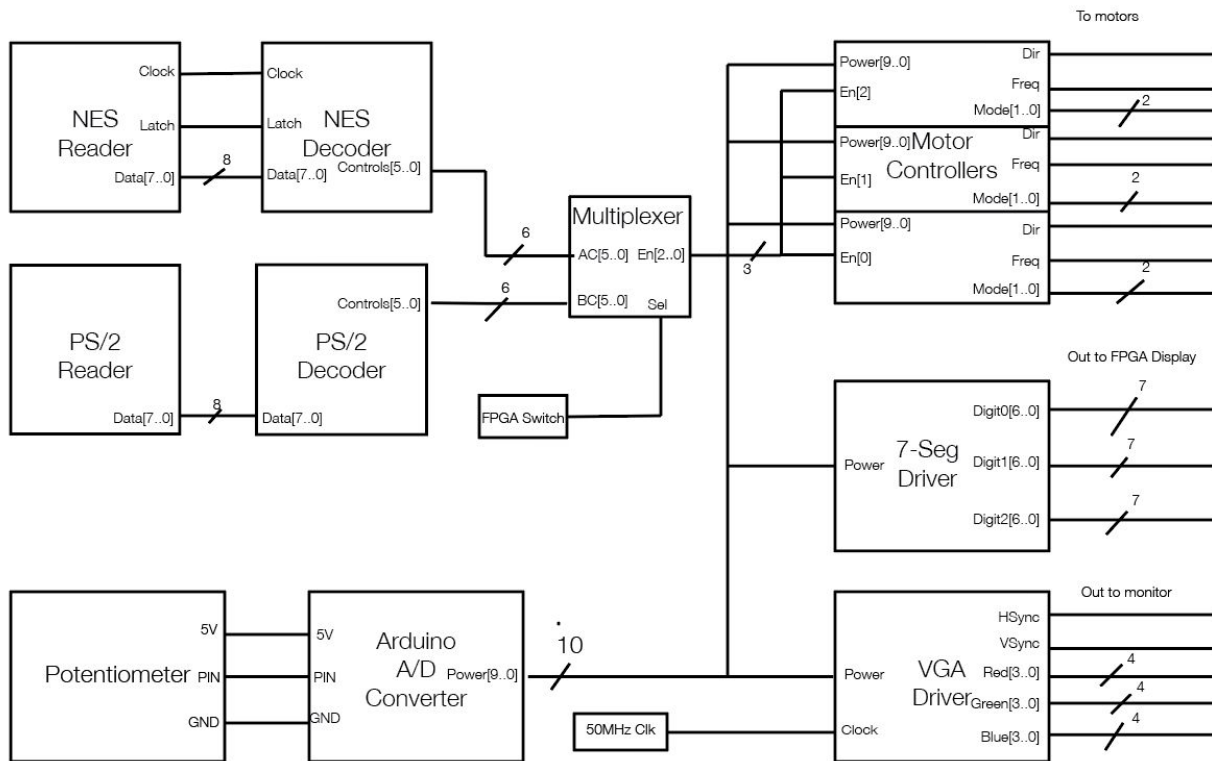 To motors
Clock
Latch
Data[7..0]
NES
Reader
8
Clock
Latch
Data[7..0]
NES
Decoder
Controls[5..0]
6
PS/2
Reader
Data[7..0]
8
PS/2
Decoder
Controls[5..0]
Data[7..0]
6
Multiplexer
AC[5..0]
En[2..0]
BC[5..0]
Sel
3
FPGA Switch
Power[9..0]
En[2]
Dir
Freq
Mode[1..0]
2
Power[9..0]
Motor
Controllers
En[1]
Dir
Freq
Mode[1..0]
2
Power[9..0]
En[0]
Dir
Freq
Mode[1..0]
2
Out to FPGA Display
Power
7-Seg
Driver
Digit0[6..0]
7
Digit1[6..0]
7
Digit2[6..0]
7
Potentiometer
5V
PIN
GND
5V
PIN
GND
Arduino
A/D
Converter
Power[9..0]
10
50MHz Clk
Out to monitor
Power
Clock
VGA
Driver
HSync
VSync
Red[3..0]
4
Green[3..0]
4
Blue[3..0]
4